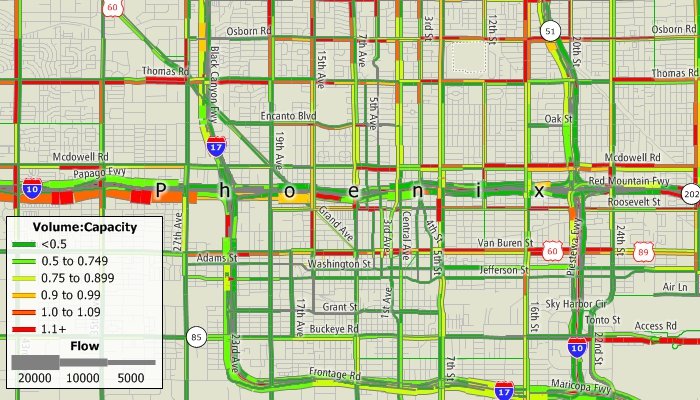 60
Osborn Rd
Black Canyon Fwy
15th Ave
7th Ave
5th Ave
3rd St
12th St
51
20th St
Osborn Rd
Thomas Rd
Thomas Rd
Encanto Blvd
Oak St
19th Ave
17
McDowell Rd
McDowell Rd
Papago Fwy
10
Phoenix
Red Mountain Fwy
202
Roosevelt St
Volume:Capacity
<0.5
0.5 to 0.749
0.75 to 0.899
0.9 to 0.99
1.0 to 1.09
1.1+
Flow
20000 10000 5000
27th Ave
Grand Ave
3rd Ave
Central Ave
4th St
5th St
Van Buren St
60
Piestewa Fwy
24th St
89
Adams St
Washington St
Jefferson St
Air Ln
1st Ave
17th Ave
Grant St
Buckeye Rd
16th St
Sky Harbor Cir
Tonto St
Access Rd
85
23rd Ave
7th St
10
22nd St
Frontage Rd
17
Maricopa Fwy